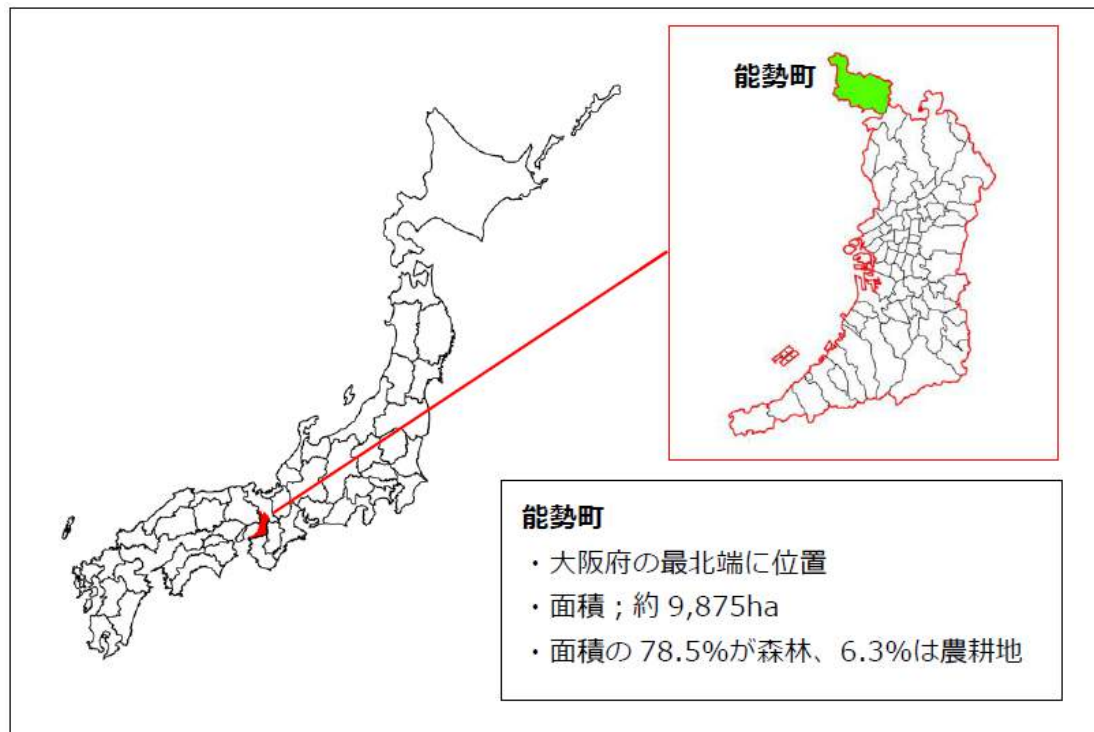 能勢町
能勢町
・大阪府の最北端に位置
・面積；約 9,875ha
・面積の 78.5%が森林、6.3%は農耕地